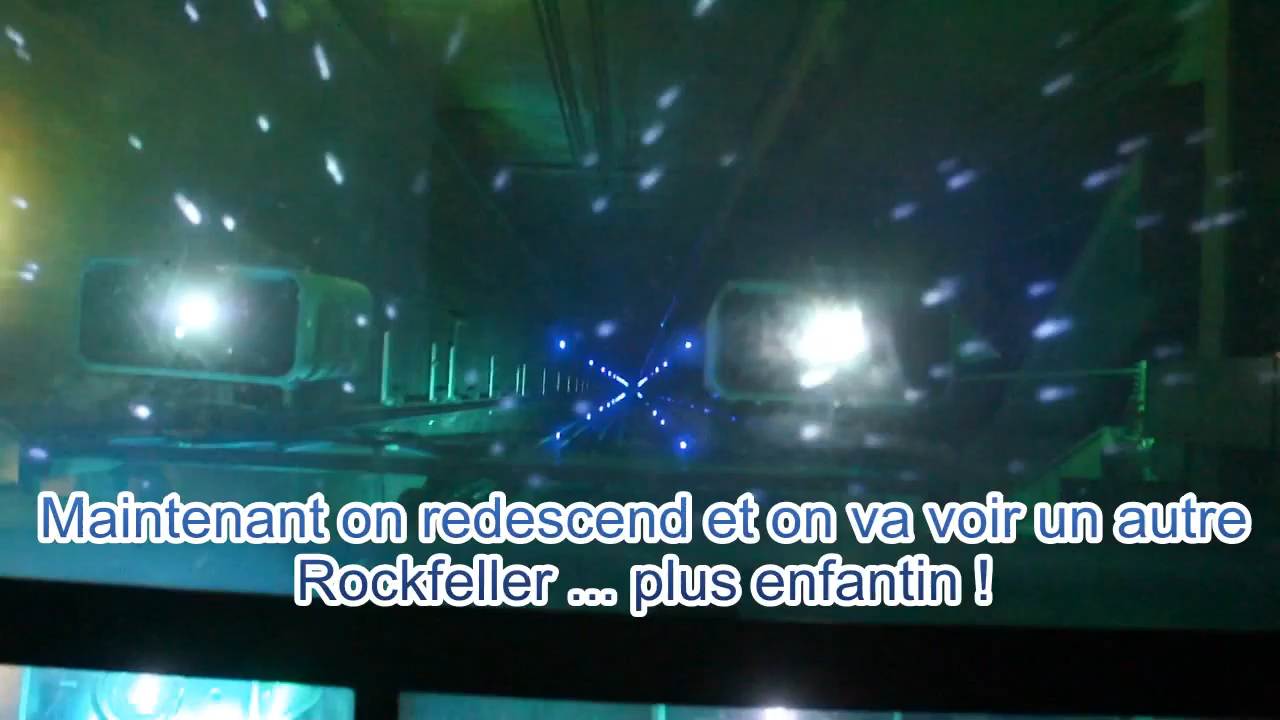 Maintenant on redescend et on va voir un autre
Rockfeller ... plus enfantin !